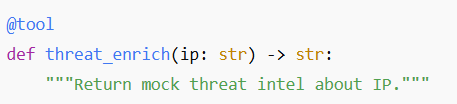 @tool
def threat_enrich(ip: str) -> str:
    """Return mock threat intel about IP."""